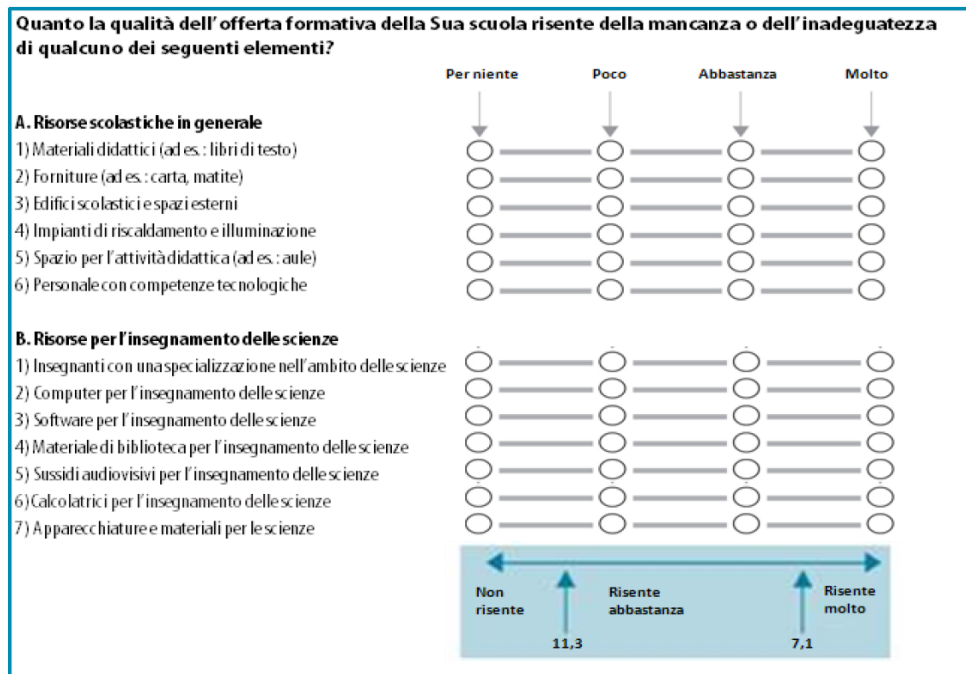 Quanto la qualità dell'offerta formativa della Sua scuola risente della mancanza o dell'inadeguatezza
di qualcuno dei seguenti elementi?
Per niente Poco Abbastanza Molto
A. Risorse scolastiche in generale
1) Materiali didattici (ad es.: libri di testo)
2) Forniture (ad es.: carta, matite)
3) Edifici scolastici e spazi esterni
4) Impianti di riscaldamento e illuminazione
5) Spazio per l'attività didattica (ad es.: aule)
6) Personale con competenze tecnologiche
B. Risorse per l'insegnamento delle scienze
1) Insegnanti con una specializzazione nell'ambito delle scienze
2) Computer per l'insegnamento delle scienze
3) Software per l'insegnamento delle scienze
4) Materiale di biblioteca per l'insegnamento delle scienze
5) Sussidi audiovisivi per l'insegnamento delle scienze
6)Calcolatrici per l'insegnamento delle scienze
7) Apparecchiature e materiali per le scienze
Non Risente Risente
risente abbastanza molto
11,3 7,1